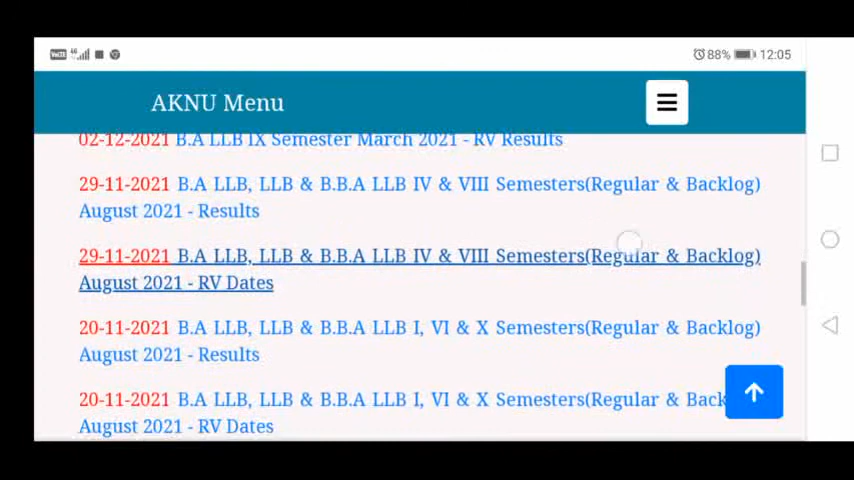 VoLTE 88% 12:05
AKNU Menu
02-12-2021 B.A LLB IX Semester March 2021 - RV Results
29-11-2021 B.A LLB, LLB & B.B.A LLB IV & VIII Semesters(Regular & Backlog)
August 2021 - Results
29-11-2021 B.A LLB, LLB & B.B.A LLB IV & VIII Semesters(Regular & Backlog)
August 2021 - RV Dates
20-11-2021 B.A LLB, LLB & B.B.A LLB I, VI & X Semesters(Regular & Backlog)
August 2021 - Results
20-11-2021 B.A LLB, LLB & B.B.A LLB I, VI & X Semesters(Regular & Back
August 2021 - RV Dates